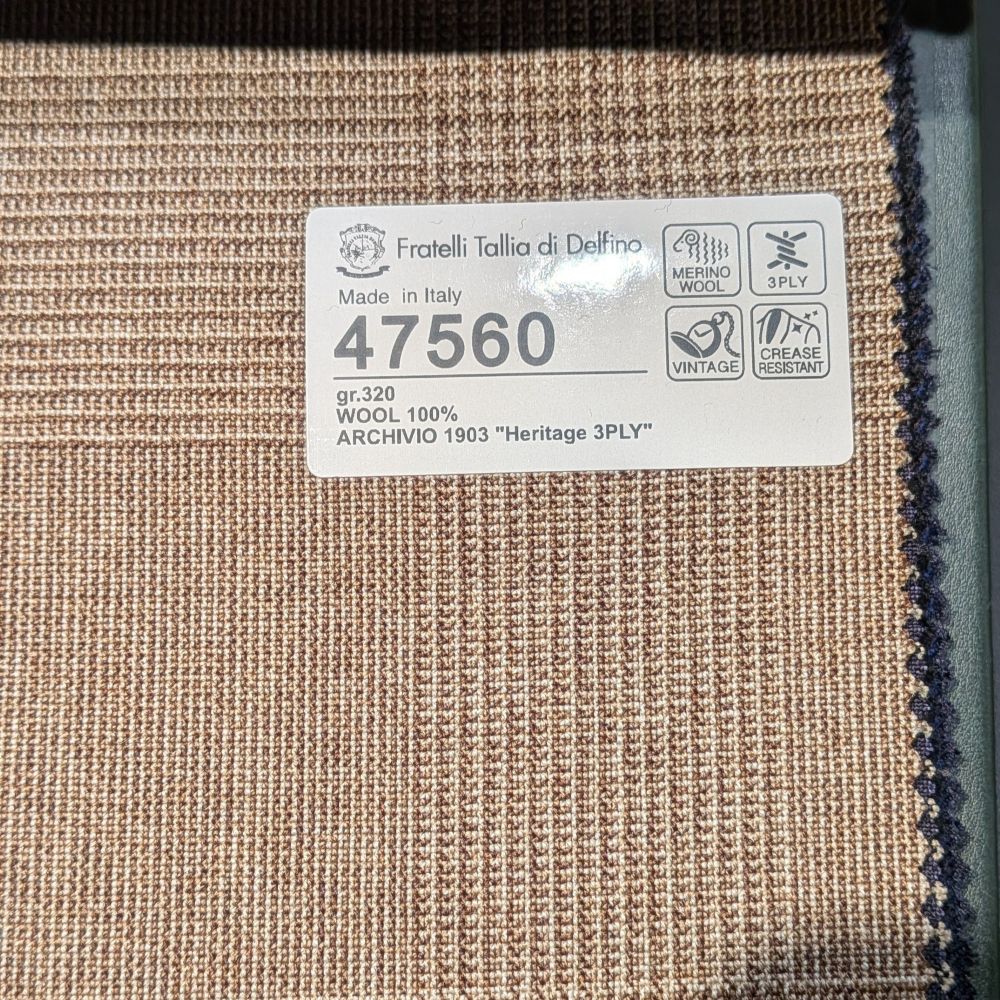 Fratelli Tallia di Delfino
Made in Italy
47560
gr.320
WOOL 100%
ARCHIVIO 1903 "Heritage 3PLY"
MERINO
WOOL
3PLY
VINTAGE
CREASE
RESISTANT